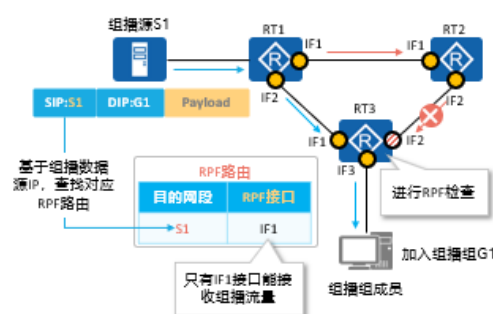 组播源S1
RT1
RT2
IF1
IF1
IF2
IF2
SIP:S1 DIP:G1 Payload
RT3
IF1
IF2
IF3
基于组播数据
源IP，查找对应
RPF路由
RPF路由
目的网段 RPF接口
S1 IF1
进行RPF检查
只有IF1接口能接
收组播流量
加入组播组G1
组播组成员